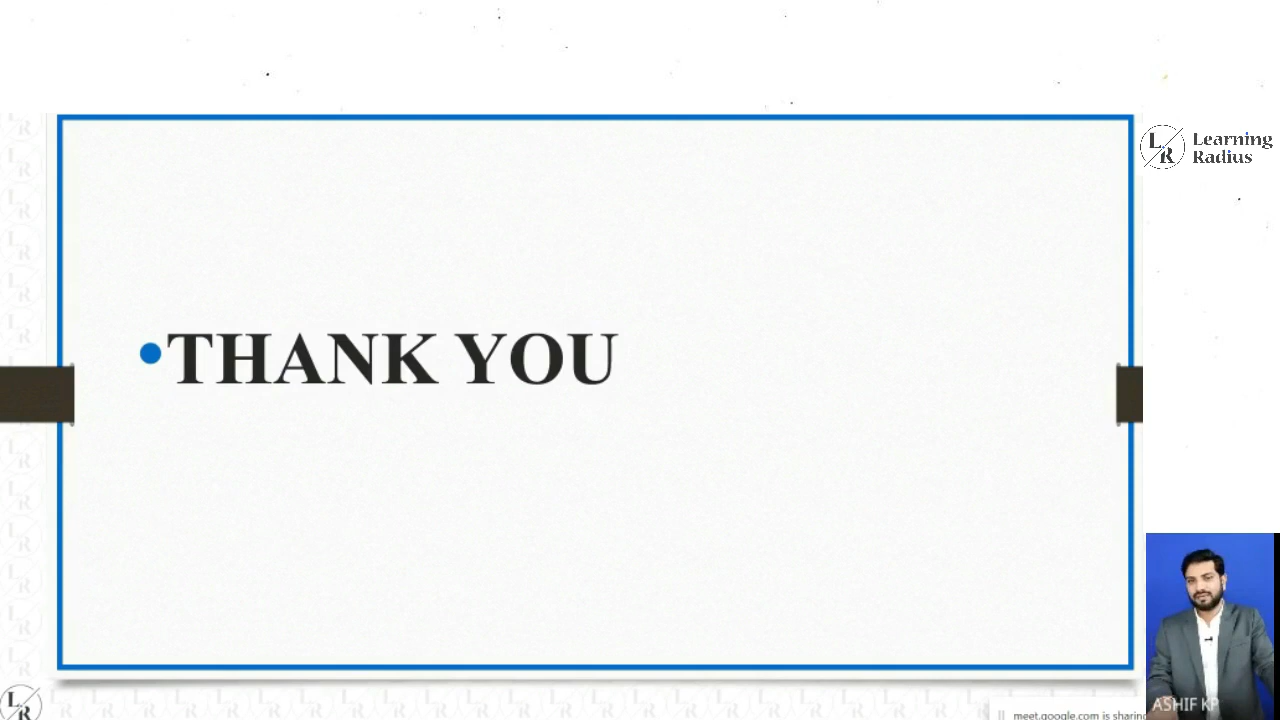 L
R
Learning
Radius
•THANK YOU
ASHIF KP
L
R
meet.google.com is sharing